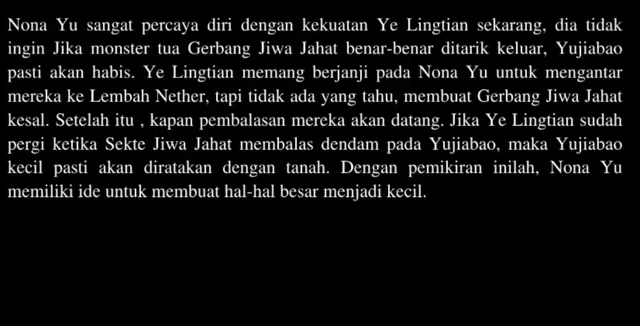 Nona Yu sangat percaya diri dengan kekuatan Ye Lingtian sekarang, dia tidak
ingin Jika monster tua Gerbang Jiwa Jahat benar-benar ditarik keluar, Yujiabao
pasti akan habis. Ye Lingtian memang berjanji pada Nona Yu untuk mengantar
mereka ke Lembah Nether, tapi tidak ada yang tahu, membuat Gerbang Jiwa Jahat
kesal. Setelah itu , kapan pembalasan mereka akan datang. Jika Ye Lingtian sudah
pergi ketika Sekte Jiwa Jahat membalas dendam pada Yujiabao, maka Yujiabao
kecil pasti akan diratakan dengan tanah. Dengan pemikiran inilah, Nona Yu
memiliki ide untuk membuat hal-hal besar menjadi kecil.